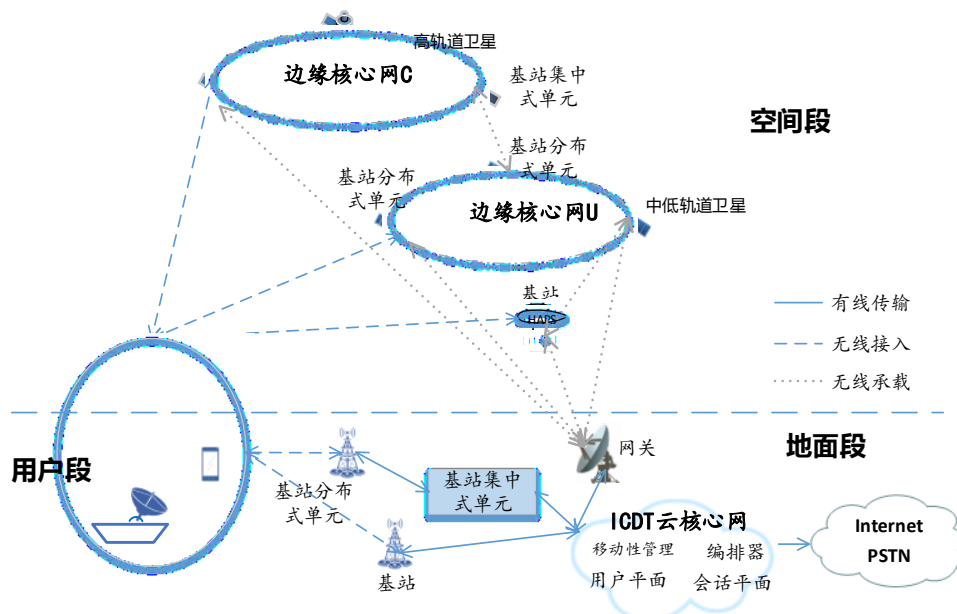 高轨道卫星
边缘核心网C
基站集中
式单元
空间段
基站分布
式单元
基站分布
式单元
边缘核心网U
中低轨道卫星
基站
HAPS
有线传输
无线接入
无线承载
用户段
地面段
网关
基站分布
式单元
基站集中
式单元
基站
ICDT云核心网
移动性管理
编排器
用户平面
会话平面
Internet
PSTN